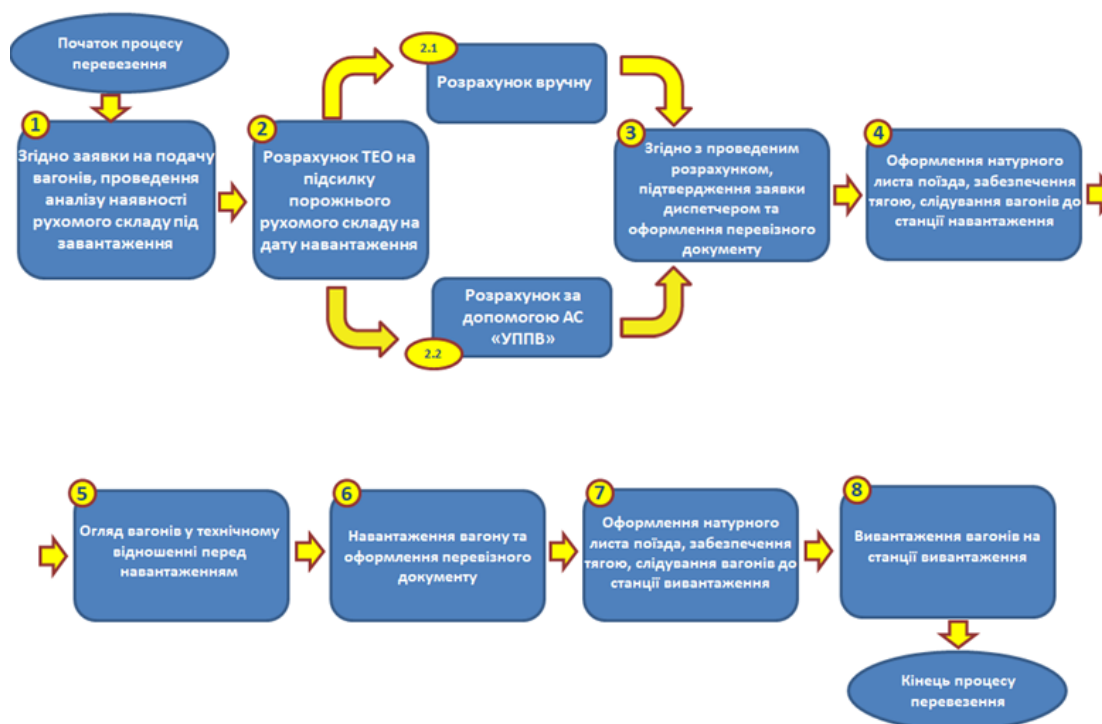 Початок процесу
перевезення
1
Згідно заявки на подачу
вагонів, проведення
аналізу наявності
рухомого складу під
завантаження
2
Розрахунок ТЕО на
підсилку
порожнього
рухомого складу на
дату навантаження
2.1
Розрахунок вручну
2.2
Розрахунок за
допомогою АС
«УППВ»
3
Згідно з проведеним
розрахунком,
підтвердження заявки
диспетчером та
оформлення перевізного
документу
4
Оформлення натурного
листа поїзда, забезпечення
тягою, слідування вагонів до
станції навантаження
5
Огляд вагонів у технічному
відношенні перед
навантаженням
6
Навантаження вагону та
оформлення перевізного
документу
7
Оформлення натурного
листа поїзда, забезпечення
тягою, слідування вагонів до
станції вивантаження
8
Вивантаження вагонів на
станції вивантаження
Кінець процесу
перевезення